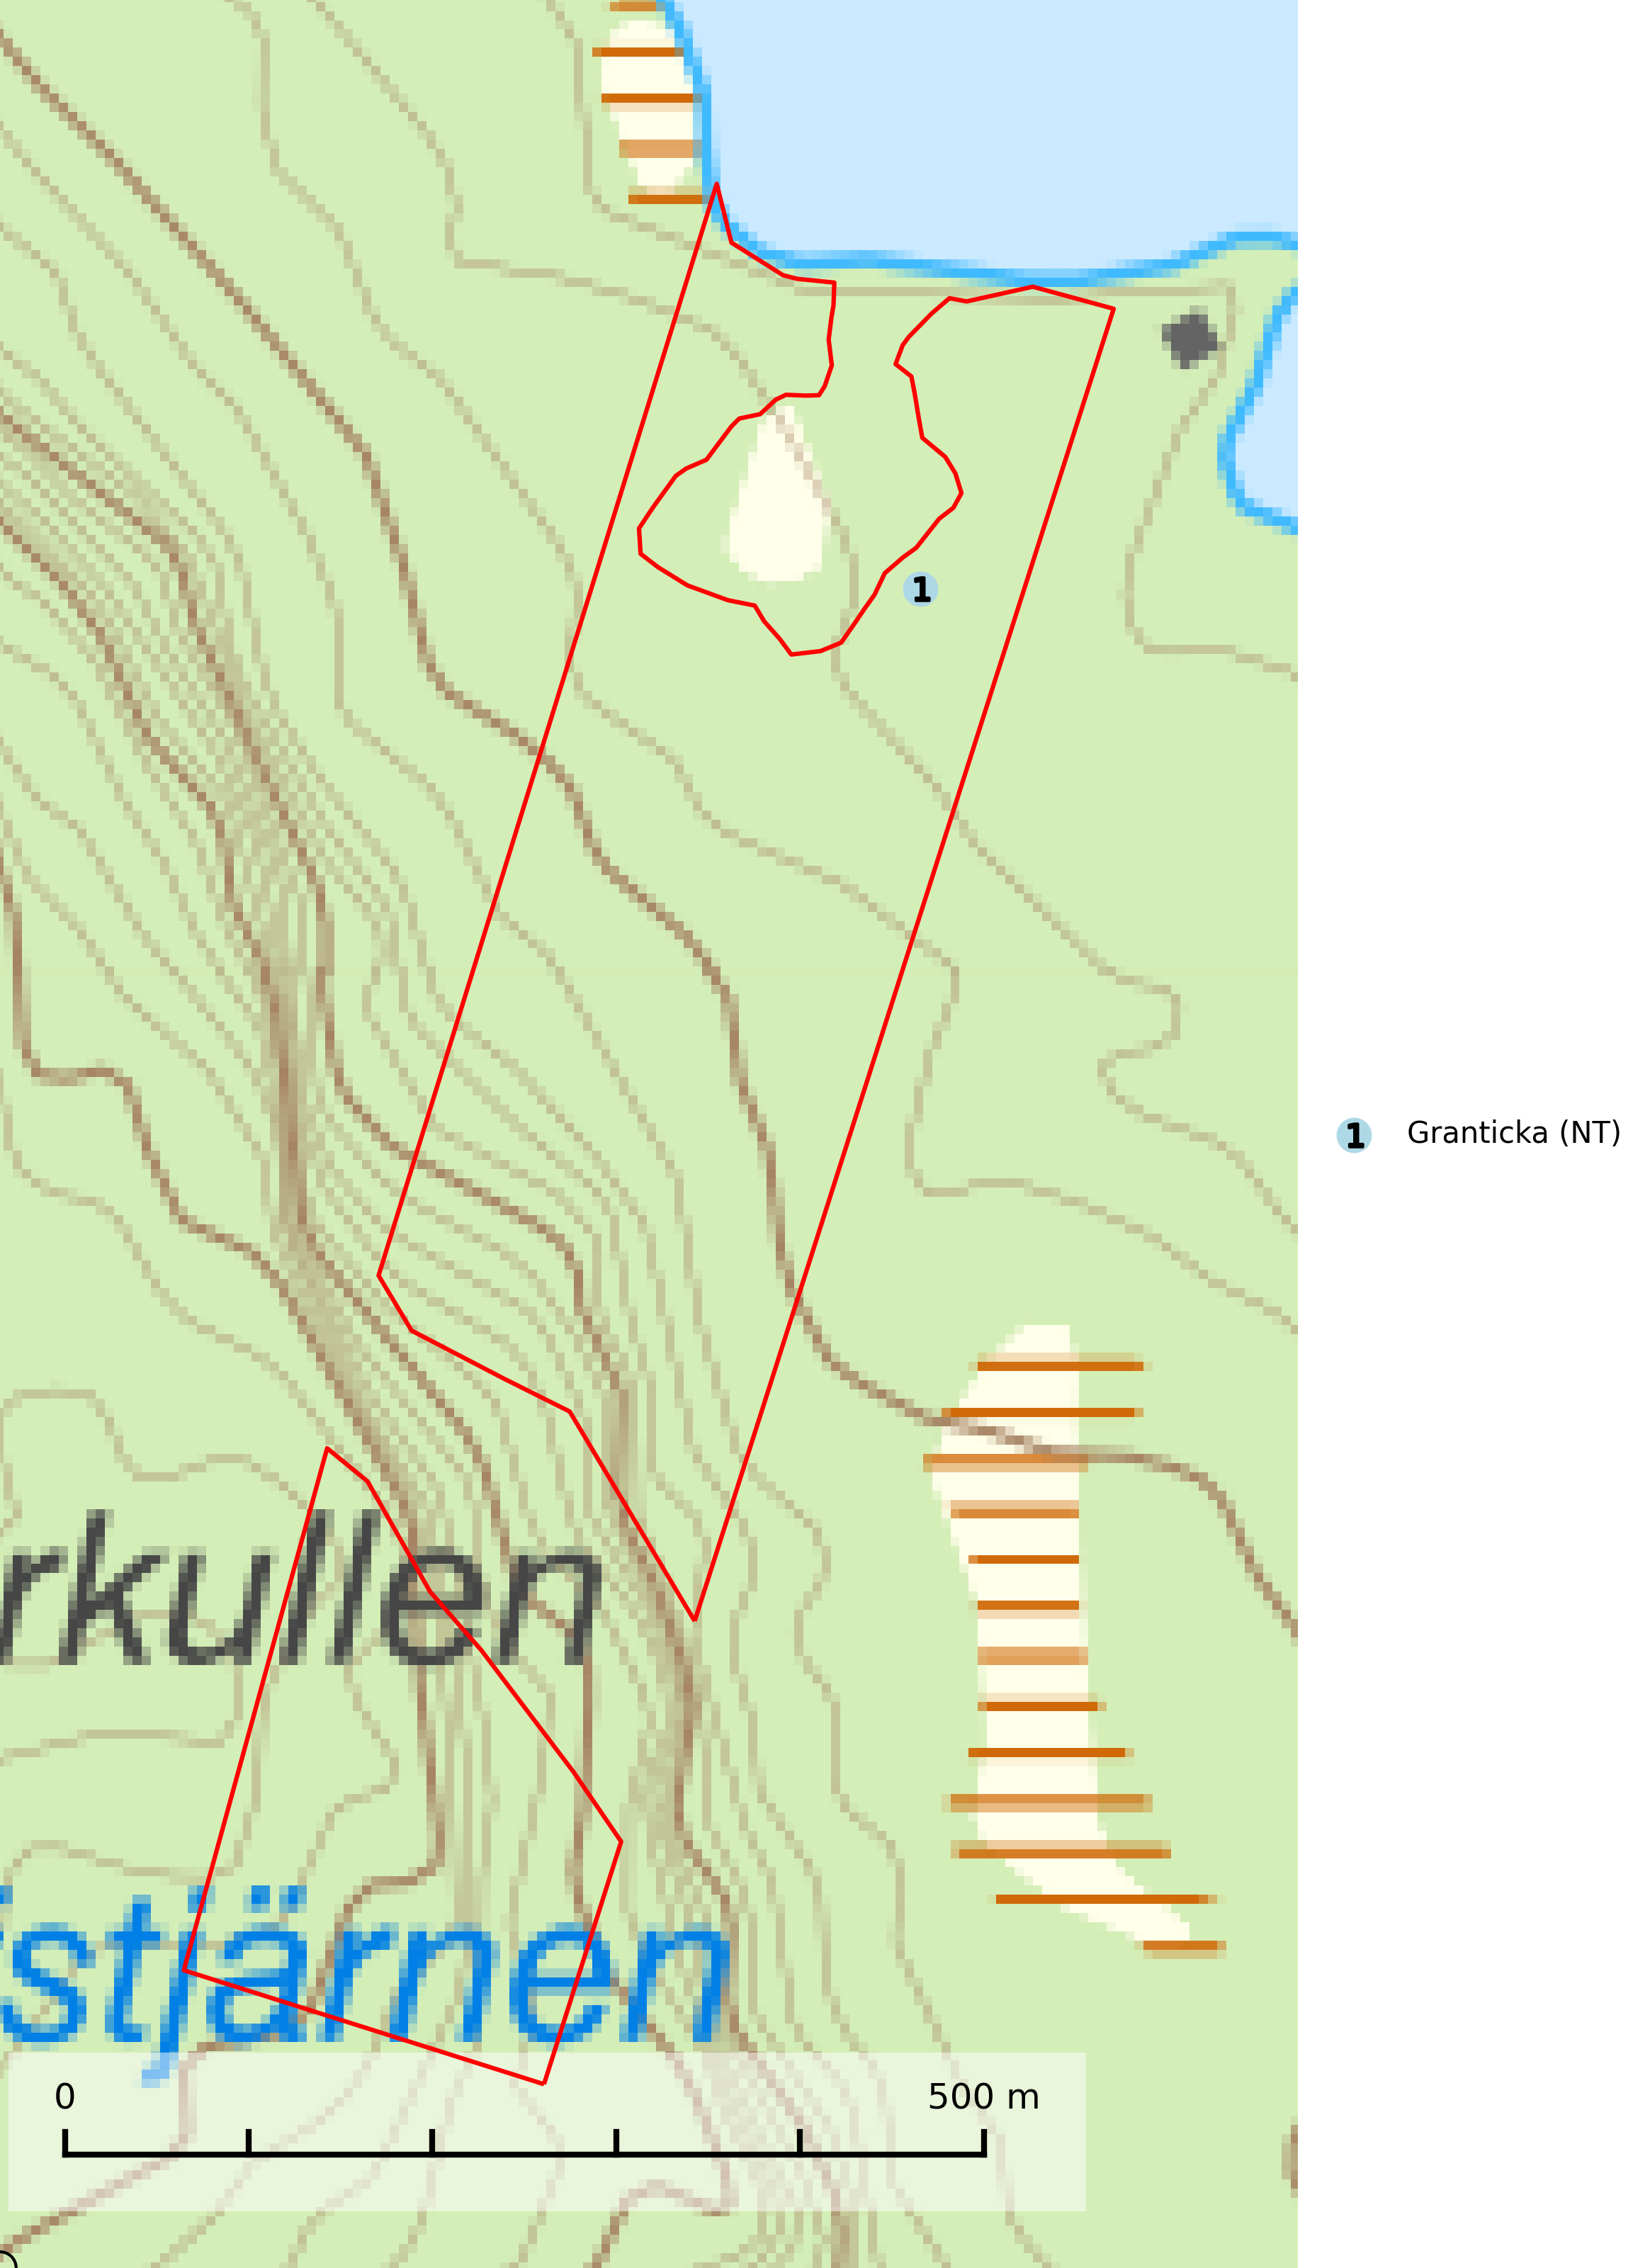 1
1 Granticka (NT)
rkullen
stjärnen
0 500 m